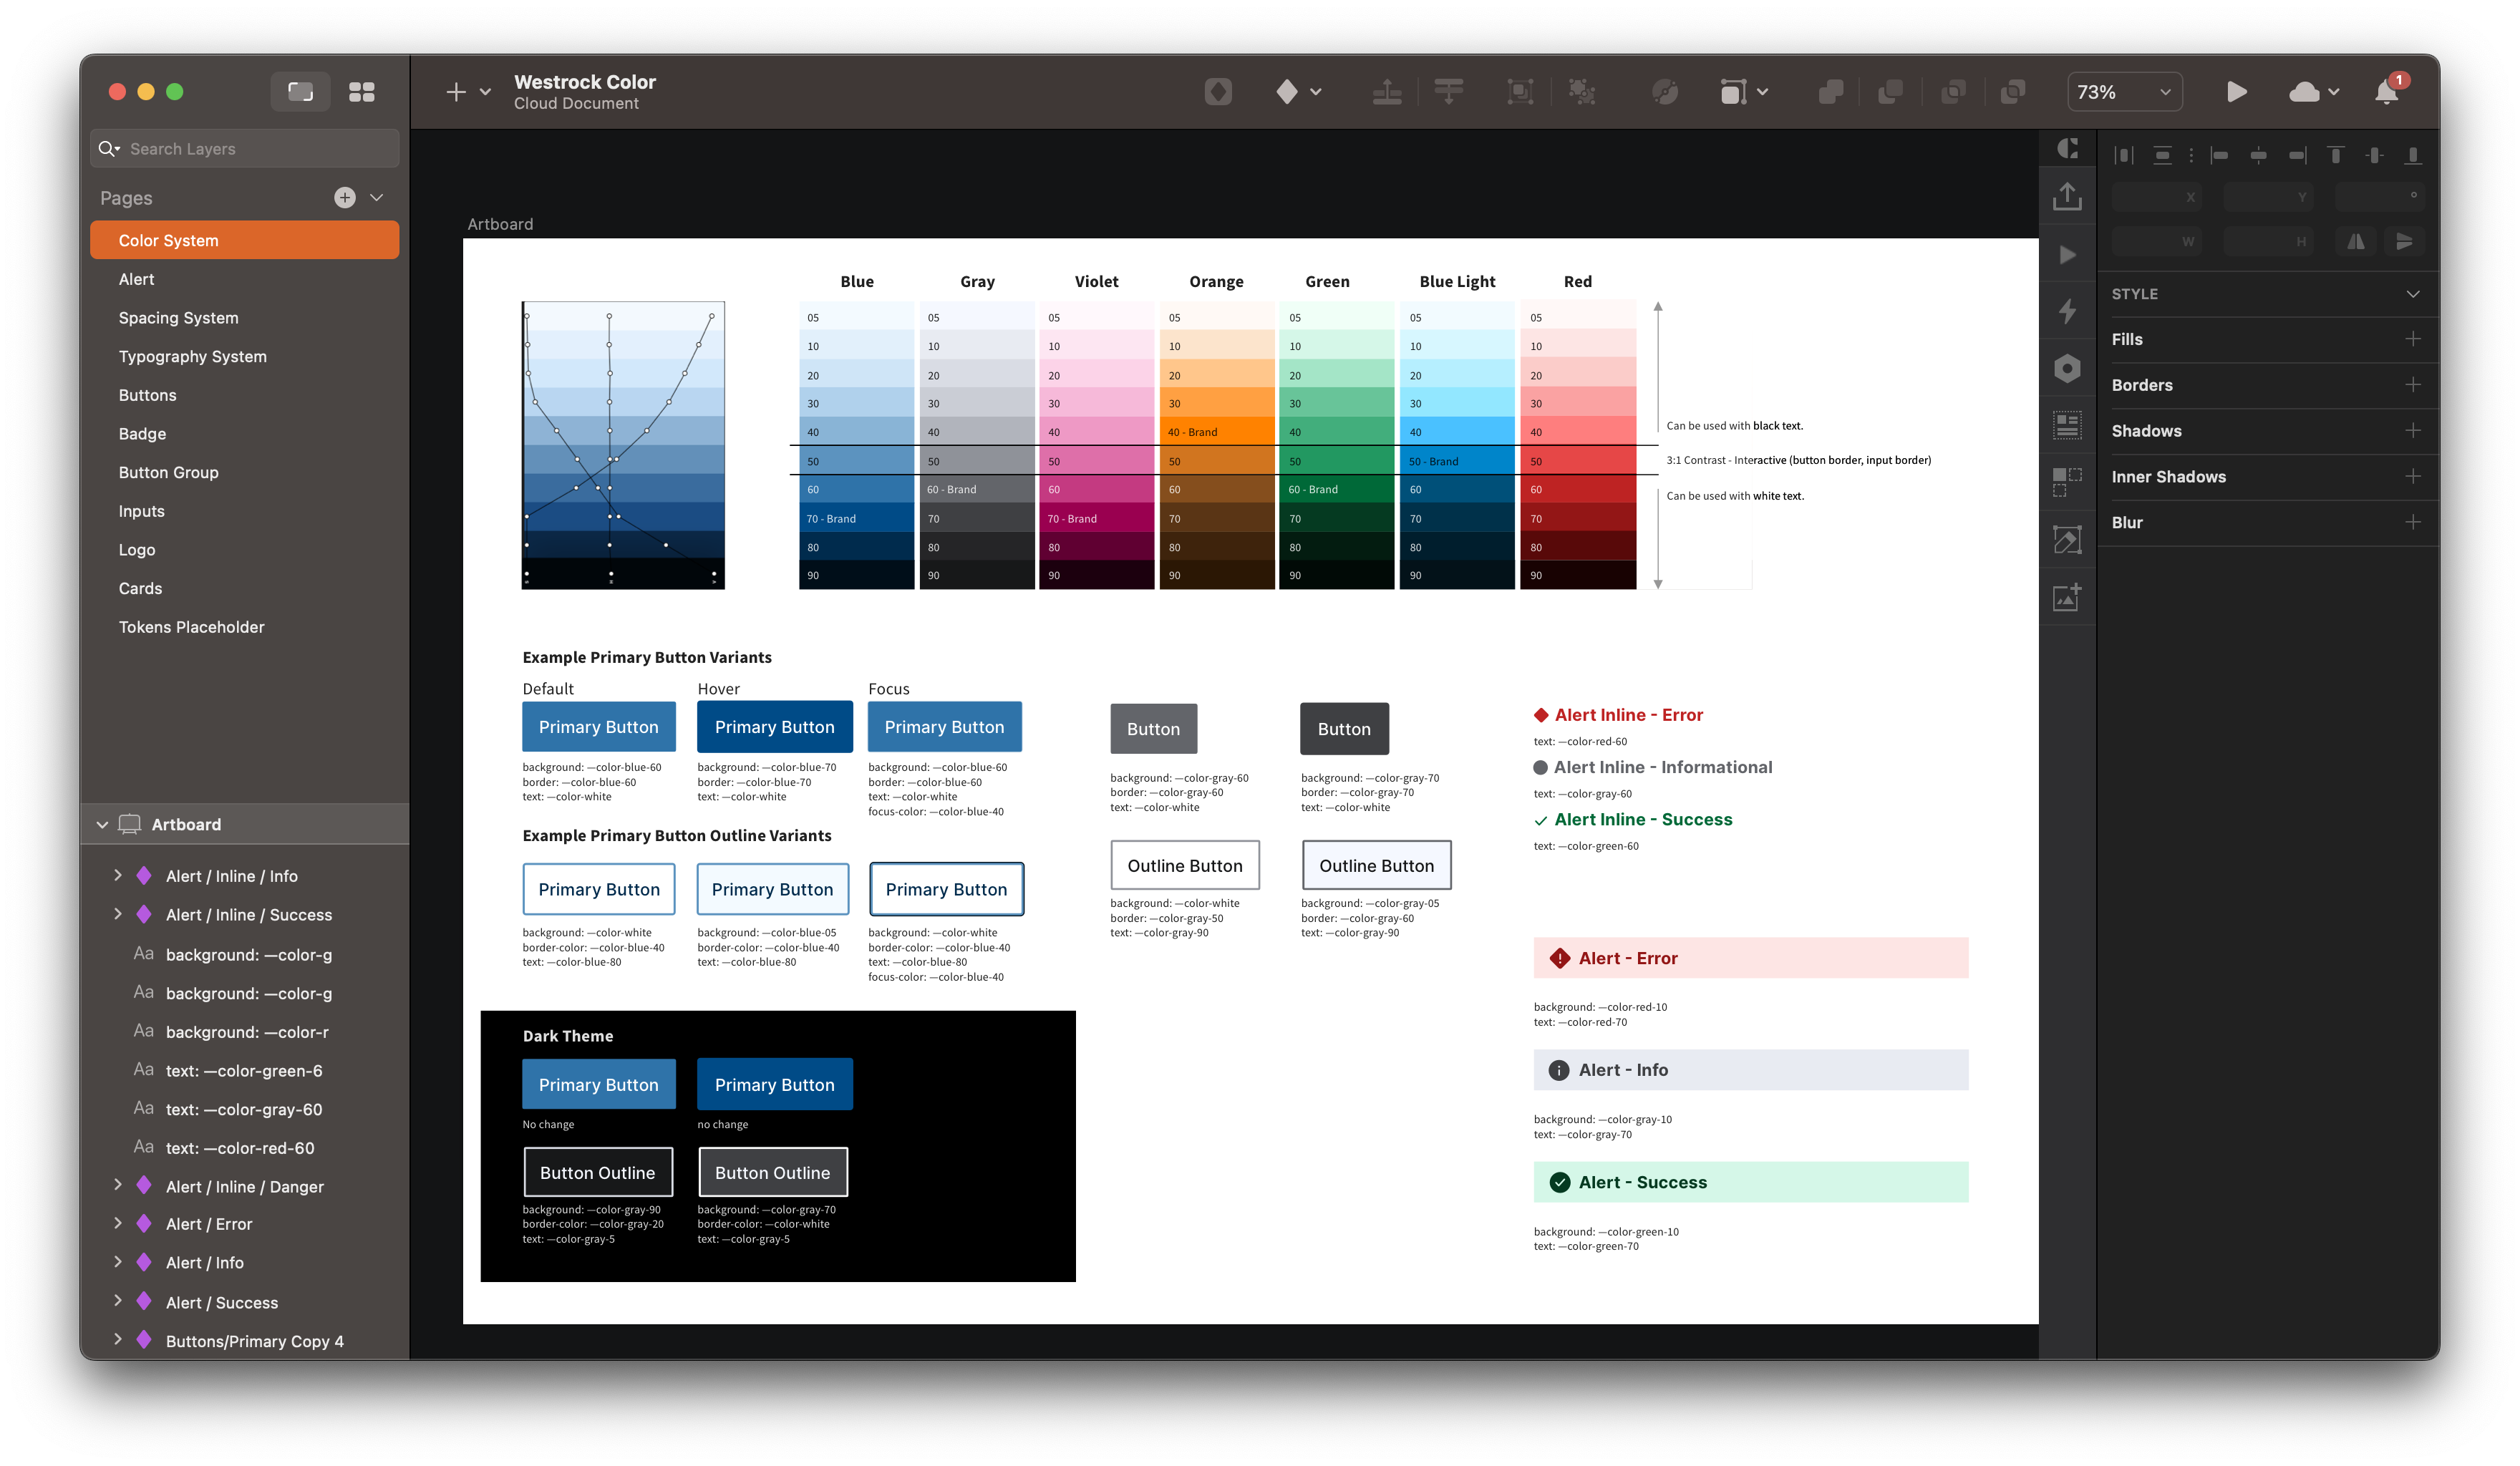 Westrock Color
Cloud Document
73%
1
Search Layers
Pages
Color System
Alert
Spacing System
Typography System
Buttons
Badge
Button Group
Inputs
Logo
Cards
Tokens Placeholder
Artboard
Alert / Inline / Info
Alert / Inline / Success
Aa background: —color-g
Aa background: —color-g
Aa background: —color-r
Aa text: —color-green-6
Aa text: —color-gray-60
Aa text: —color-red-60
Alert / Inline / Danger
Alert / Error
Alert / Info
Alert / Success
Buttons/Primary Copy 4
Artboard
Blue Gray Violet Orange Green Blue Light Red
05 05 05 05 05 05 05
10 10 10 10 10 10 10
20 20 20 20 20 20 20
30 30 30 30 30 30 30
40 40 40 40 - Brand 40 40 40
Can be used with black text.
50 50 50 50 50 50 - Brand 50
3:1 Contrast - Interactive (button border, input border)
60 60 - Brand 60 60 60 - Brand 60 60
Can be used with white text.
70 - Brand 70 70 - Brand 70 70 70 70
80 80 80 80 80 80 80
90 90 90 90 90 90 90
Example Primary Button Variants
Default Hover Focus
Primary Button Primary Button Primary Button
background: —color-blue-60
border: —color-blue-60
text: —color-white
background: —color-blue-70
border: —color-blue-70
text: —color-white
background: —color-blue-60
border: —color-blue-60
text: —color-white
focus-color: —color-blue-40
Example Primary Button Outline Variants
Primary Button Primary Button Primary Button
background: —color-white
border-color: —color-blue-40
text: —color-blue-80
background: —color-blue-05
border-color: —color-blue-40
text: —color-blue-80
background: —color-white
border-color: —color-blue-40
text: —color-blue-80
focus-color: —color-blue-40
Button Button
background: —color-gray-60
border: —color-gray-60
text: —color-white
background: —color-gray-70
border: —color-gray-70
text: —color-white
Outline Button Outline Button
background: —color-white
border: —color-gray-50
text: —color-gray-90
background: —color-gray-05
border: —color-gray-60
text: —color-gray-90
Dark Theme
Primary Button Primary Button
No change no change
Button Outline Button Outline
background: —color-gray-90
border-color: —color-gray-20
text: —color-gray-5
background: —color-gray-70
border-color: —color-white
text: —color-gray-5
Alert Inline - Error
text: —color-red-60
Alert Inline - Informational
text: —color-gray-60
Alert Inline - Success
text: —color-green-60
Alert - Error
background: —color-red-10
text: —color-red-70
Alert - Info
background: —color-gray-10
text: —color-gray-70
Alert - Success
background: —color-green-10
text: —color-green-70
X Y °
W H
STYLE
Fills
Borders
Shadows
Inner Shadows
Blur